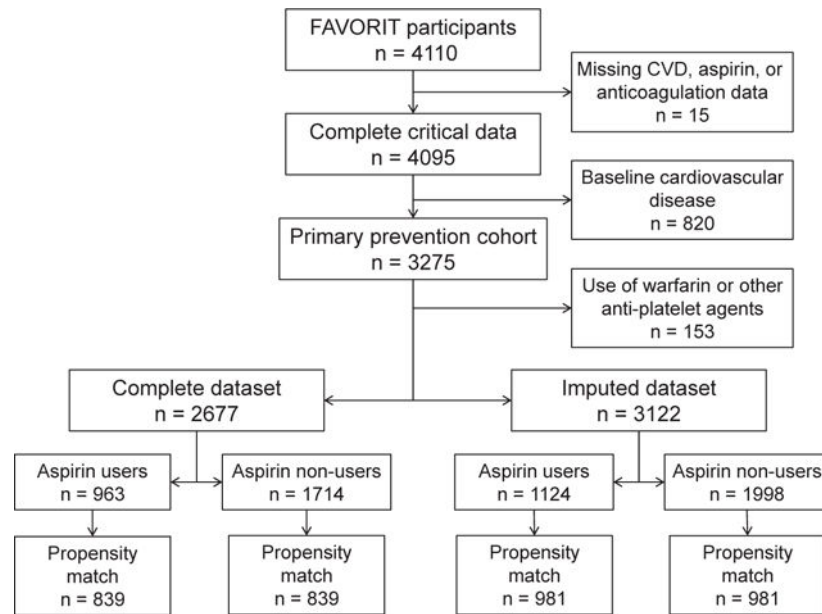 FAVORIT participants
n = 4110
Missing CVD, aspirin, or
anticoagulation data
n = 15
Complete critical data
n = 4095
Baseline cardiovascular
disease
n = 820
Primary prevention cohort
n = 3275
Use of warfarin or other
anti-platelet agents
n = 153
Complete dataset
n = 2677
Imputed dataset
n = 3122
Aspirin users
n = 963
Aspirin non-users
n = 1714
Aspirin users
n = 1124
Aspirin non-users
n = 1998
Propensity
match
n = 839
Propensity
match
n = 839
Propensity
match
n = 981
Propensity
match
n = 981